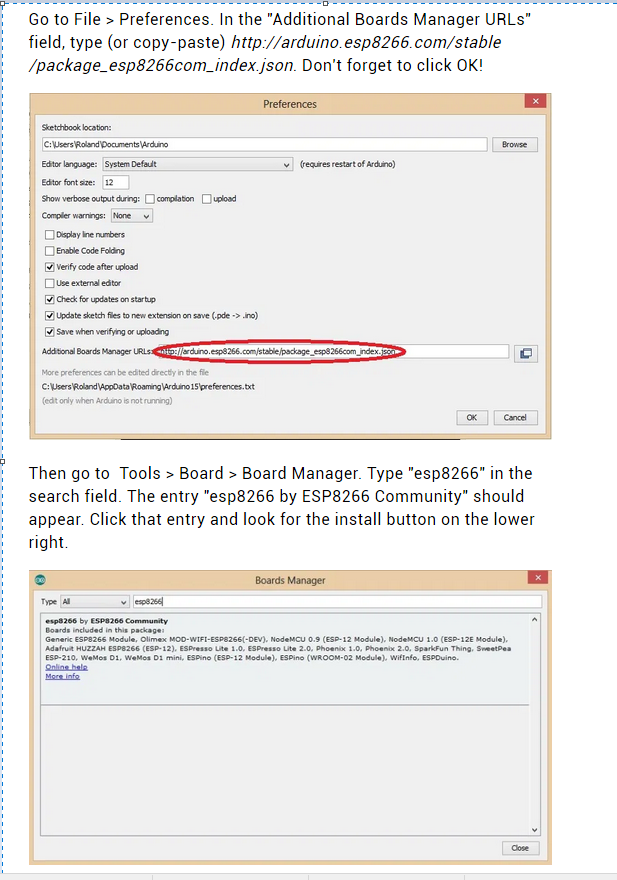 Go to File > Preferences. In the "Additional Boards Manager URLs"
field, type (or copy-paste) http://arduino.esp8266.com/stable
/package_esp8266com_index.json. Don't forget to click OK!
Preferences
Sketchbook location:
C:\Users\Roland\Documents\Arduino
Browse
Editor language: System Default (requires restart of Arduino)
Editor font size: 12
Show verbose output during: compilation upload
Compiler warnings: None
Display line numbers
Enable Code Folding
Verify code after upload
Use external editor
Check for updates on startup
Update sketch files to new extension on save (.pde -> .ino)
Save when verifying or uploading
Additional Boards Manager URLs: http://arduino.esp8266.com/stable/package_esp8266com_index.json
More preferences can be edited directly in the file
C:\Users\Roland\AppData\Roaming\Arduino15\preferences.txt
(edit only when Arduino is not running)
OK Cancel
Then go to Tools > Board > Board Manager. Type "esp8266" in the
search field. The entry "esp8266 by ESP8266 Community" should
appear. Click that entry and look for the install button on the lower
right.
Boards Manager
Type All esp8266
esp8266 by ESP8266 Community
Boards included in this package:
Generic ESP8266 Module, Olimex MOD-WIFI-ESP8266(-DEV), NodeMCU 0.9 (ESP-12 Module), NodeMCU 1.0 (ESP-12E Module),
Adafruit HUZZAH ESP8266 (ESP-12), ESPresso Lite 1.0, ESPresso Lite 2.0, Phoenix 1.0, Phoenix 2.0, SparkFun Thing, SweetPea
ESP-210, WeMos D1, WeMos D1 mini, ESPino (ESP-12 Module), ESPino (WROOM-02 Module), WifInfo, ESPDuino.
Online help
More info
Close